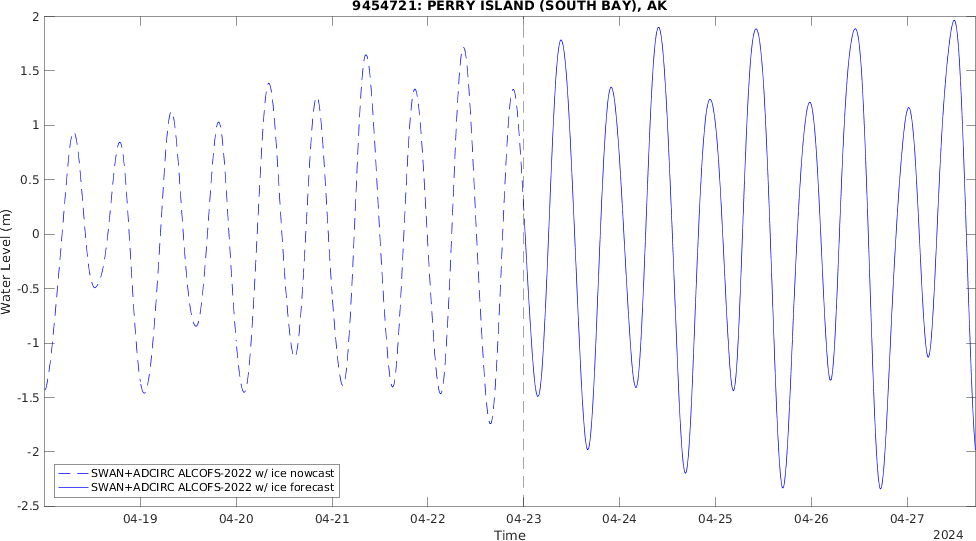 9454721: PERRY ISLAND (SOUTH BAY), AK
2
1.5
1
0.5
0
-0.5
-1
-1.5
-2
-2.5
Water Level (m)
SWAN+ADCIRC ALCOFS-2022 w/ ice nowcast
SWAN+ADCIRC ALCOFS-2022 w/ ice forecast
04-19 04-20 04-21 04-22 04-23 04-24 04-25 04-26 04-27
Time
2024